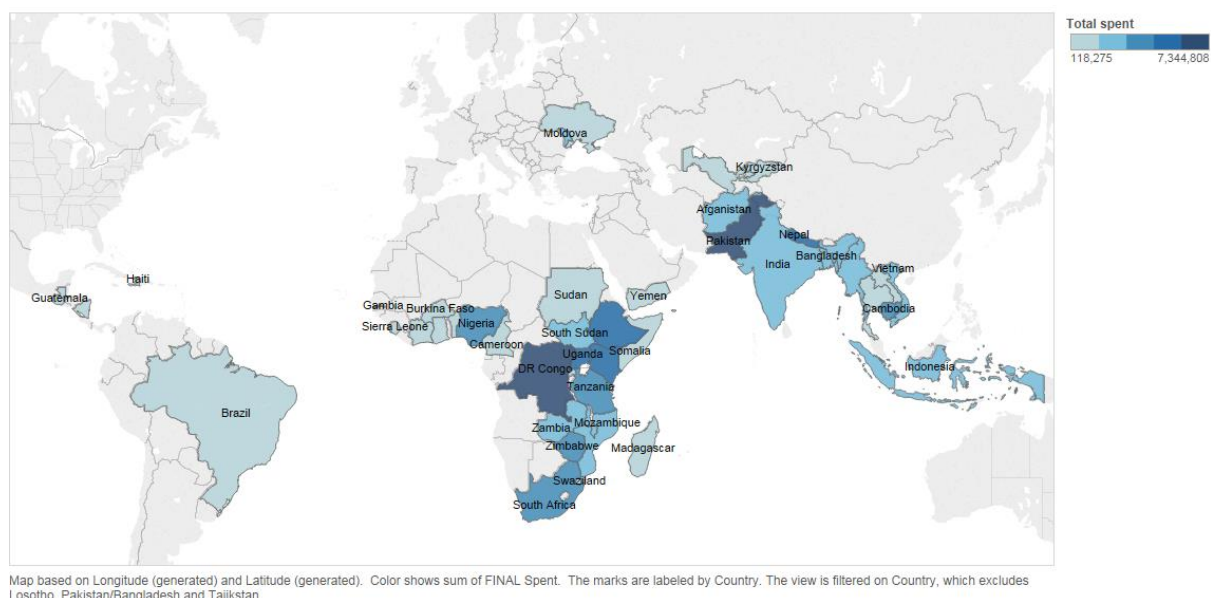 Total spent
118,275 7,344,808
Moldova
Kyrgyzstan
Afganistan
Pakistan
Nepal
Bangladesh
India
Vietnam
Haiti
Guatemala
Sudan
Yemen
Gambia
Burkina Faso
Cambodia
Sierra Leone
Nigeria
South Sudan
Cameroon
Uganda
Somalia
DR Congo
Indonesia
Tanzania
Brazil
Zambia
Mozambique
Zimbabwe
Madagascar
Swaziland
South Africa
Map based on Longitude (generated) and Latitude (generated). Color shows sum of FINAL Spent. The marks are labeled by Country. The view is filtered on Country, which excludes
Losotho, Pakistan/Bangladesh and Tajikstan.